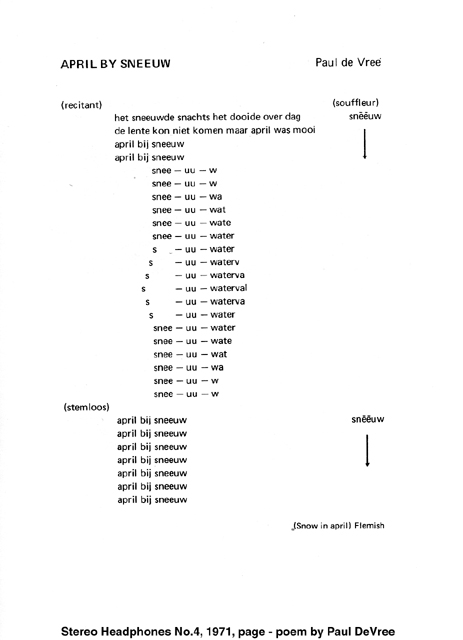 APRIL BY SNEEUW Paul de Vree
(recitant) (souffleur)
het sneeuwde snachts het dooide over dag snēēuw
de lente kon niet komen maar april was mooi
april bij sneeuw
april bij sneeuw
snee — uu — w
snee — uu — w
snee — uu — wa
snee — uu — wat
snee — uu — wate
snee — uu — water
s — uu — water
s — uu — waterv
s — uu — waterva
s — uu — waterval
s — uu — waterva
s — uu — water
snee — uu — water
snee — uu — wate
snee — uu — wat
snee — uu — wa
snee — uu — w
snee — uu — w
(stemloos)
april bij sneeuw snēēuw
april bij sneeuw
april bij sneeuw
april bij sneeuw
april bij sneeuw
april bij sneeuw
april bij sneeuw
(Snow in april) Flemish
Stereo Headphones No.4, 1971, page - poem by Paul DeVree